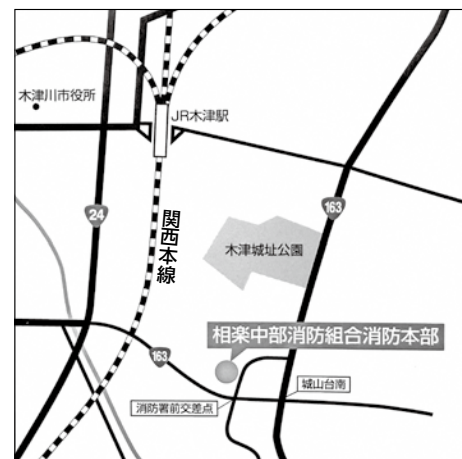 木津川市役所
JR木津駅
24
163
関西本線
木津城址公園
相楽中部消防組合消防本部
163
城山台南
消防署前交差点